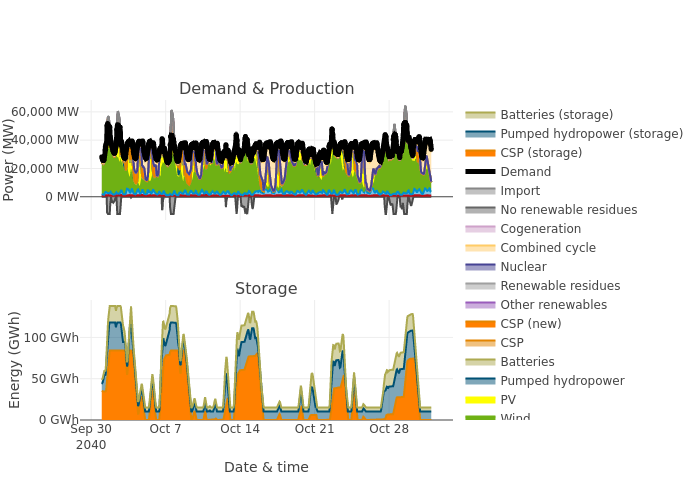 Demand & Production
60,000 MW
40,000 MW
20,000 MW
0 MW
Power (MW)
Storage
100 GWh
50 GWh
0 GWh
Energy (GWh)
Sep 30
2040
Oct 7
Oct 14
Oct 21
Oct 28
Date & time
Batteries (storage)
Pumped hydropower (storage)
CSP (storage)
Demand
Import
No renewable residues
Cogeneration
Combined cycle
Nuclear
Renewable residues
Other renewables
CSP (new)
CSP
Batteries
Pumped hydropower
PV
Wind